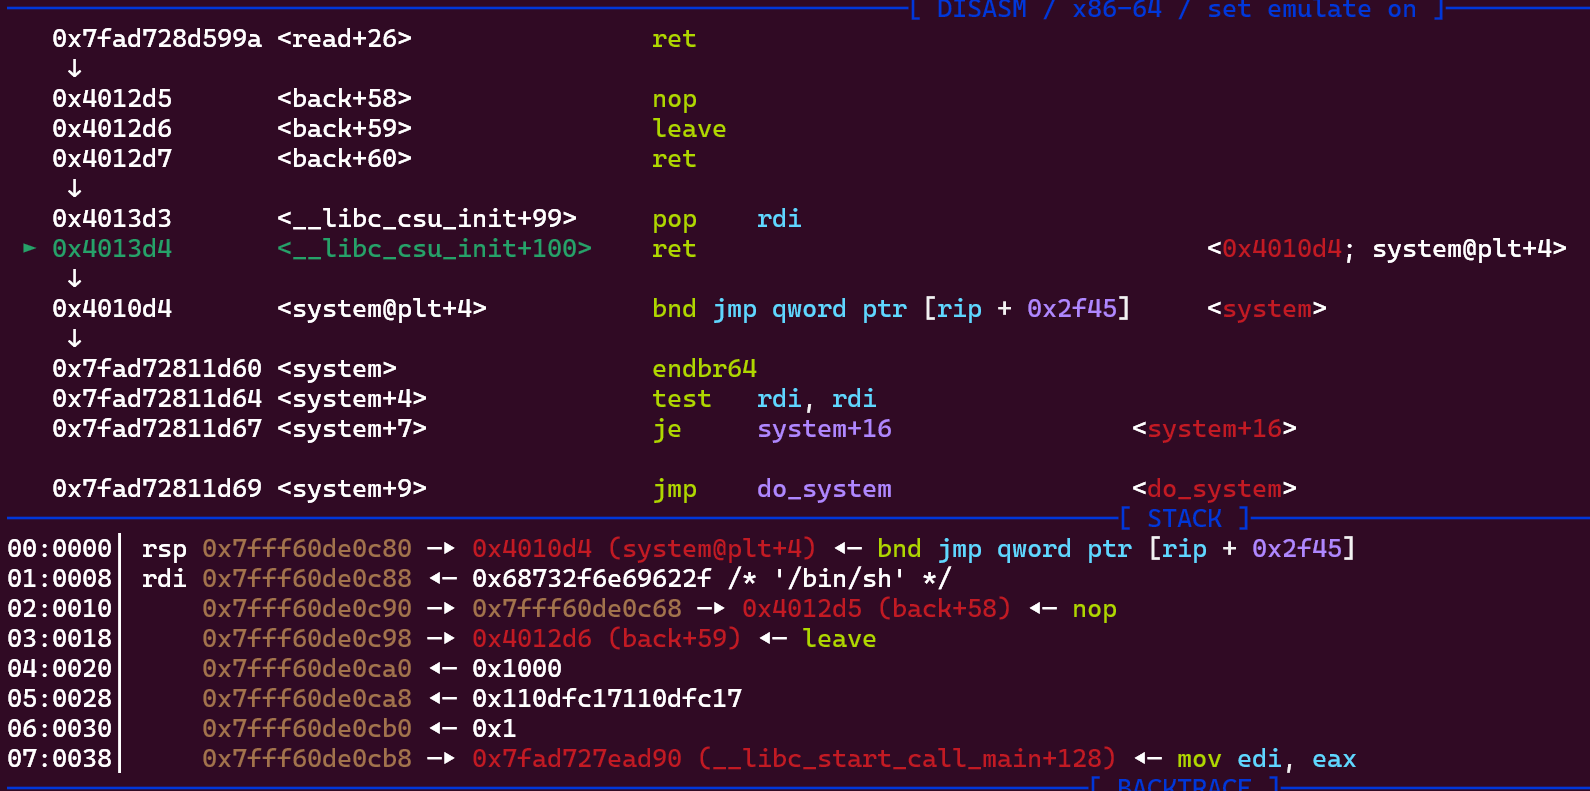 [ DISASM / x86-64 / set emulate on ]
0x7fad728d599a <read+26> ret
↓
0x4012d5 <back+58> nop
0x4012d6 <back+59> leave
0x4012d7 <back+60> ret
↓
0x4013d3 <__libc_csu_init+99> pop rdi
► 0x4013d4 <__libc_csu_init+100> ret <0x4010d4; system@plt+4>
↓
0x4010d4 <system@plt+4> bnd jmp qword ptr [rip + 0x2f45] <system>
↓
0x7fad72811d60 <system> endbr64
0x7fad72811d64 <system+4> test rdi, rdi
0x7fad72811d67 <system+7> je system+16 <system+16>
0x7fad72811d69 <system+9> jmp do_system <do_system>
[ STACK ]
00:0000│ rsp 0x7fff60de0c80 —▸ 0x4010d4 (system@plt+4) ◂— bnd jmp qword ptr [rip + 0x2f45]
01:0008│ rdi 0x7fff60de0c88 ◂— 0x68732f6e69622f /* '/bin/sh' */
02:0010│ 0x7fff60de0c90 —▸ 0x7fff60de0c68 —▸ 0x4012d5 (back+58) ◂— nop
03:0018│ 0x7fff60de0c98 —▸ 0x4012d6 (back+59) ◂— leave
04:0020│ 0x7fff60de0ca0 ◂— 0x1000
05:0028│ 0x7fff60de0ca8 ◂— 0x110dfc17110dfc17
06:0030│ 0x7fff60de0cb0 ◂— 0x1
07:0038│ 0x7fff60de0cb8 —▸ 0x7fad727ead90 (__libc_start_call_main+128) ◂— mov edi, eax
[ BACKTRACE ]